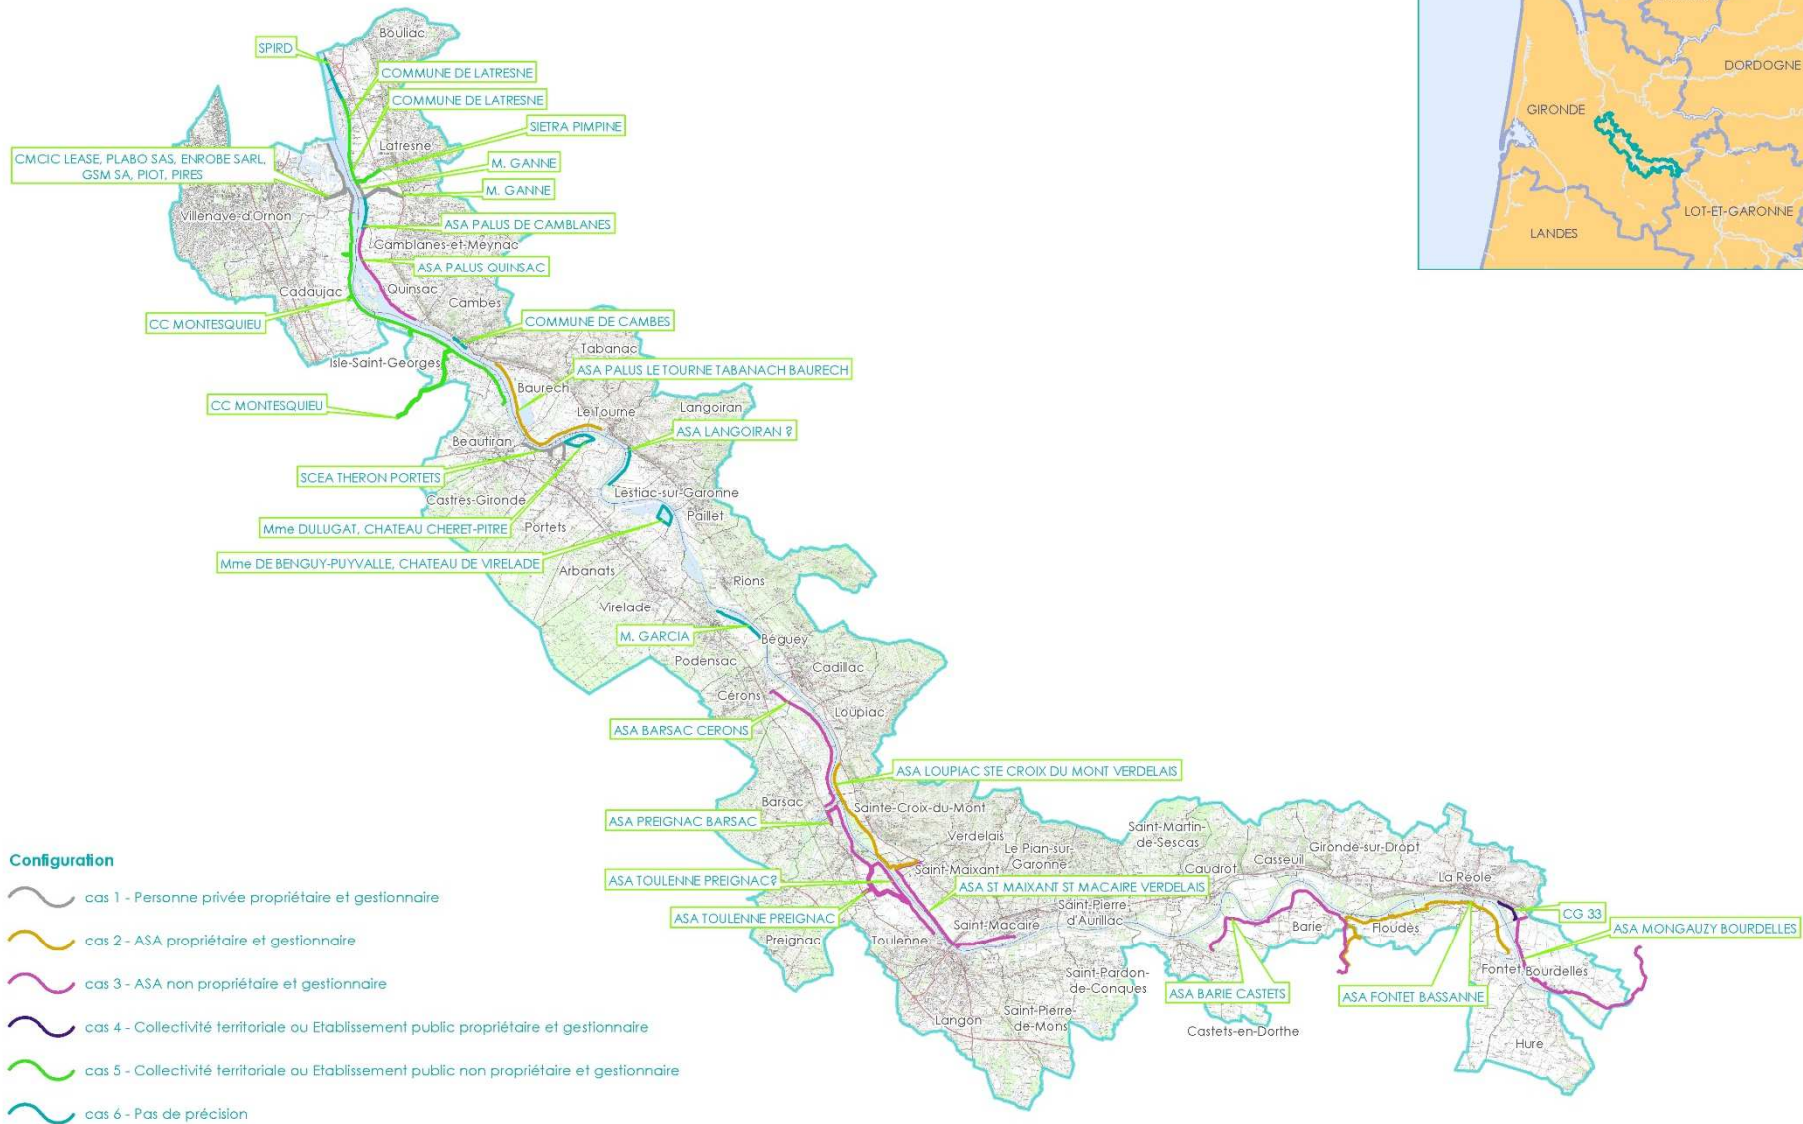 Bouliac
SPIRD
COMMUNE DE LATRESNE
COMMUNE DE LATRESNE
SIETRA PIMPINE
Latresne
CMCIC LEASE, PLABO SAS, ENROBE SARL,
GSM SA, PIOT, PIRES
M. GANNE
M. GANNE
Villenave-d'Ornon
ASA PALUS DE CAMBLANES
Camblanes-et-Meynac
ASA PALUS QUINSAC
Cadaujac
Quinsac
Cambes
CC MONTESQUIEU
COMMUNE DE CAMBES
Tabanac
Isle-Saint-Georges
ASA PALUS LE TOURNE TABANACH BAURECH
Baurech
CC MONTESQUIEU
Le Tourne
Langoiran
ASA LANGOIRAN ?
Beautiran
SCEA THERON PORTETS
Lestiac-sur-Garonne
Castres-Gironde
Paillet
Mme DULUGAT, CHATEAU CHERET-PITRE
Portets
Mme DE BENGUY-PUYVALLE, CHATEAU DE VIRELADE
Arbanats
Rions
Virelade
M. GARCIA
Béguey
Podensac
Cadillac
Cérons
Loupiac
ASA BARSAC CERONS
ASA LOUPIAC STE CROIX DU MONT VERDELAIS
Barsac
Sainte-Croix-du-Mont
ASA PREIGNAC BARSAC
Verdelais
Saint-Martin-
de-Sescas
Le Pian-sur-
Garonne
Gironde-sur-Dropt
Casseuil
Caudrot
Saint-Maixant
La Réole
ASA TOULENNE PREIGNAC?
ASA ST MAIXANT ST MACAIRE VERDELAIS
ASA TOULENNE PREIGNAC
Saint-Pierre
d'Aurillac
CG 33
Saint-Macaire
Barie
Floudès
ASA MONGAUZY BOURDELLES
Preignac
Toulenne
Fontet
Bourdelles
Saint-Pardon-
de-Conques
ASA BARIE CASTETS
ASA FONTET BASSANNE
Langon
Saint-Pierre-
de-Mons
Castets-en-Dorthe
Hure
DORDOGNE
GIRONDE
LOT-ET-GARONNE
LANDES
Configuration
cas 1 - Personne privée propriétaire et gestionnaire
cas 2 - ASA propriétaire et gestionnaire
cas 3 - ASA non propriétaire et gestionnaire
cas 4 - Collectivité territoriale ou Etablissement public propriétaire et gestionnaire
cas 5 - Collectivité territoriale ou Etablissement public non propriétaire et gestionnaire
cas 6 - Pas de précision